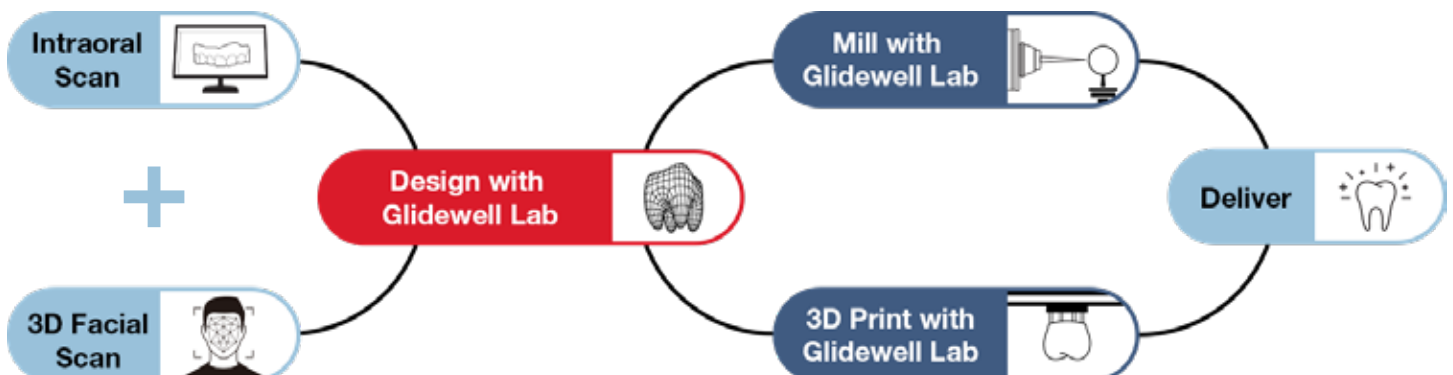 Intraoral
Scan
+
3D Facial
Scan
Design with
Glidewell Lab
Mill with
Glidewell Lab
3D Print with
Glidewell Lab
Deliver